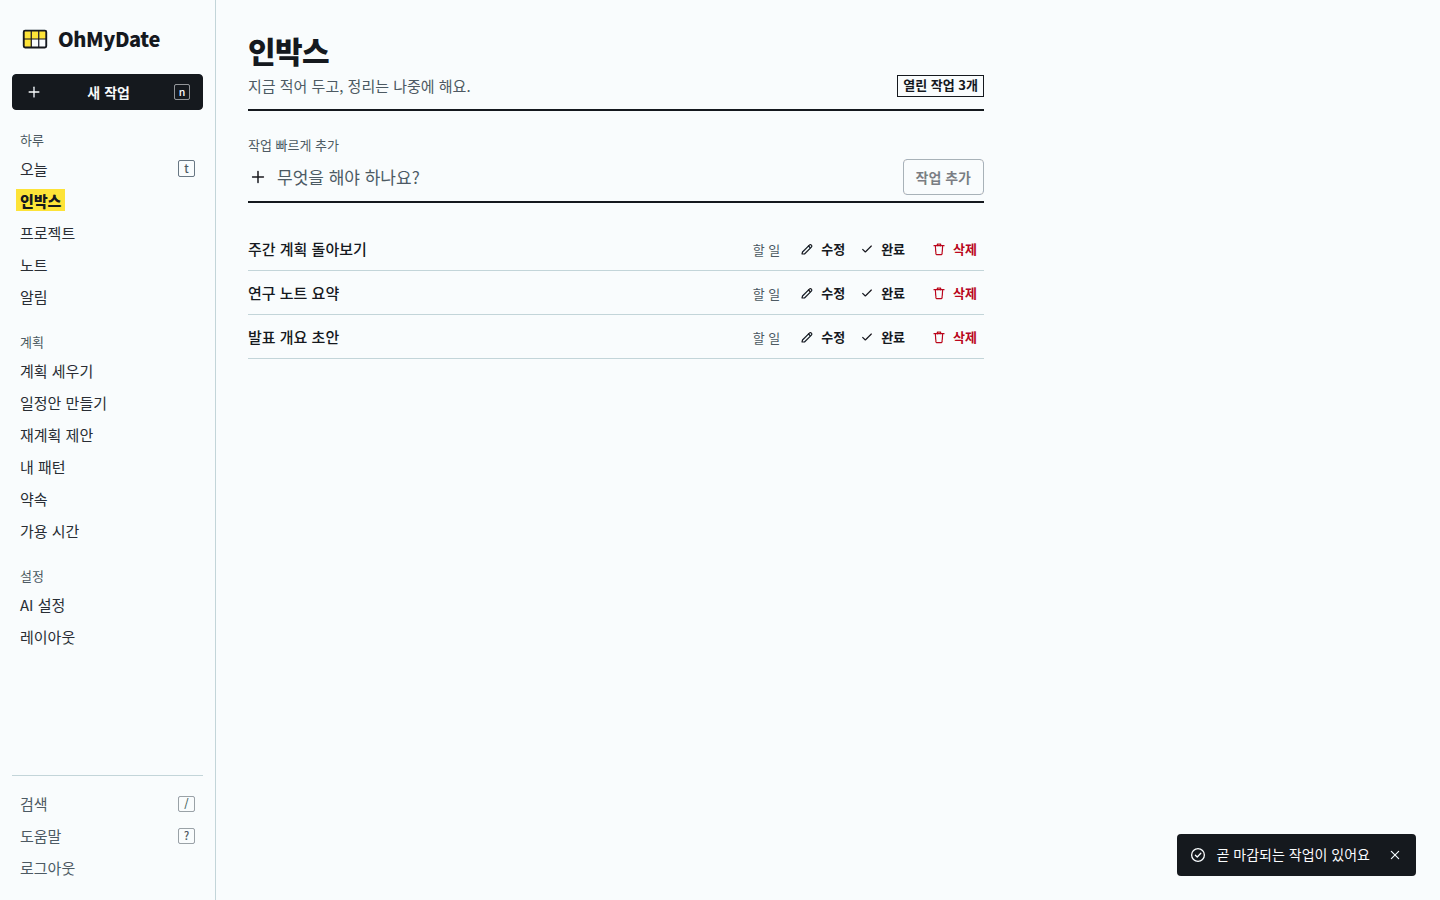 OhMyDate
새 작업 n
하루
오늘 t
인박스
프로젝트
노트
알림
계획
계획 세우기
일정안 만들기
재계획 제안
내 패턴
약속
가용 시간
설정
AI 설정
레이아웃
검색 /
도움말 ?
로그아웃
인박스
지금 적어 두고, 정리는 나중에 해요.
열린 작업 3개
작업 빠르게 추가
무엇을 해야 하나요?
작업 추가
주간 계획 돌아보기 할 일 수정 완료 삭제
연구 노트 요약 할 일 수정 완료 삭제
발표 개요 초안 할 일 수정 완료 삭제
곧 마감되는 작업이 있어요